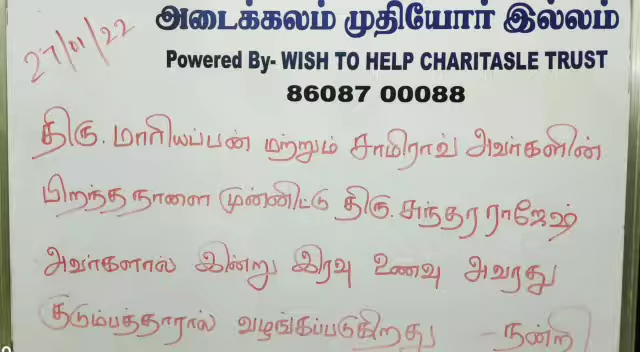 27/01/22
அடைக்கலம் முதியோர் இல்லம்
Powered By- WISH TO HELP CHARITASLE TRUST
86087 00088
திரு. மாரியப்பன் மற்றும் சாமிராவ் அவர்களின்
பிறந்த நாளை முன்னிட்டு திரு. சுந்தர ராஜேஷ்
அவர்களால் இன்று இரவு உணவு அவரது
குடும்பத்தாரால் வழங்கப்படுகிறது - நன்றி